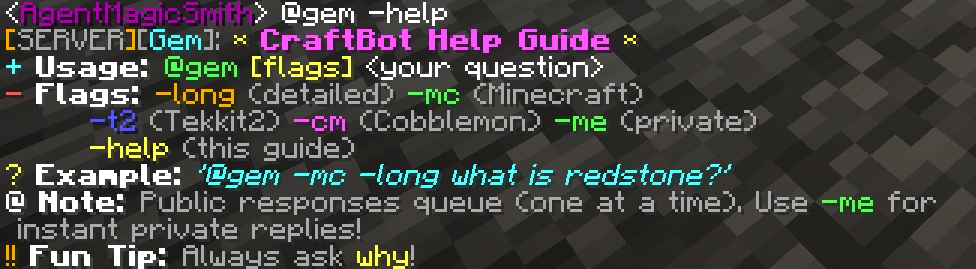 <AgentMagicSmith> @gem -help
[SERVER][Gem]: × CraftBot Help Guide ×
+ Usage: @gem [flags] <your question>
- Flags: -long (detailed) -mc (Minecraft)
-t2 (Tekkit2) -cm (Cobblemon) -me (private)
-help (this guide)
? Example: '@gem -mc -long what is redstone?'
@ Note: Public responses queue (one at a time). Use -me for
instant private replies!
!! Fun Tip: Always ask why!